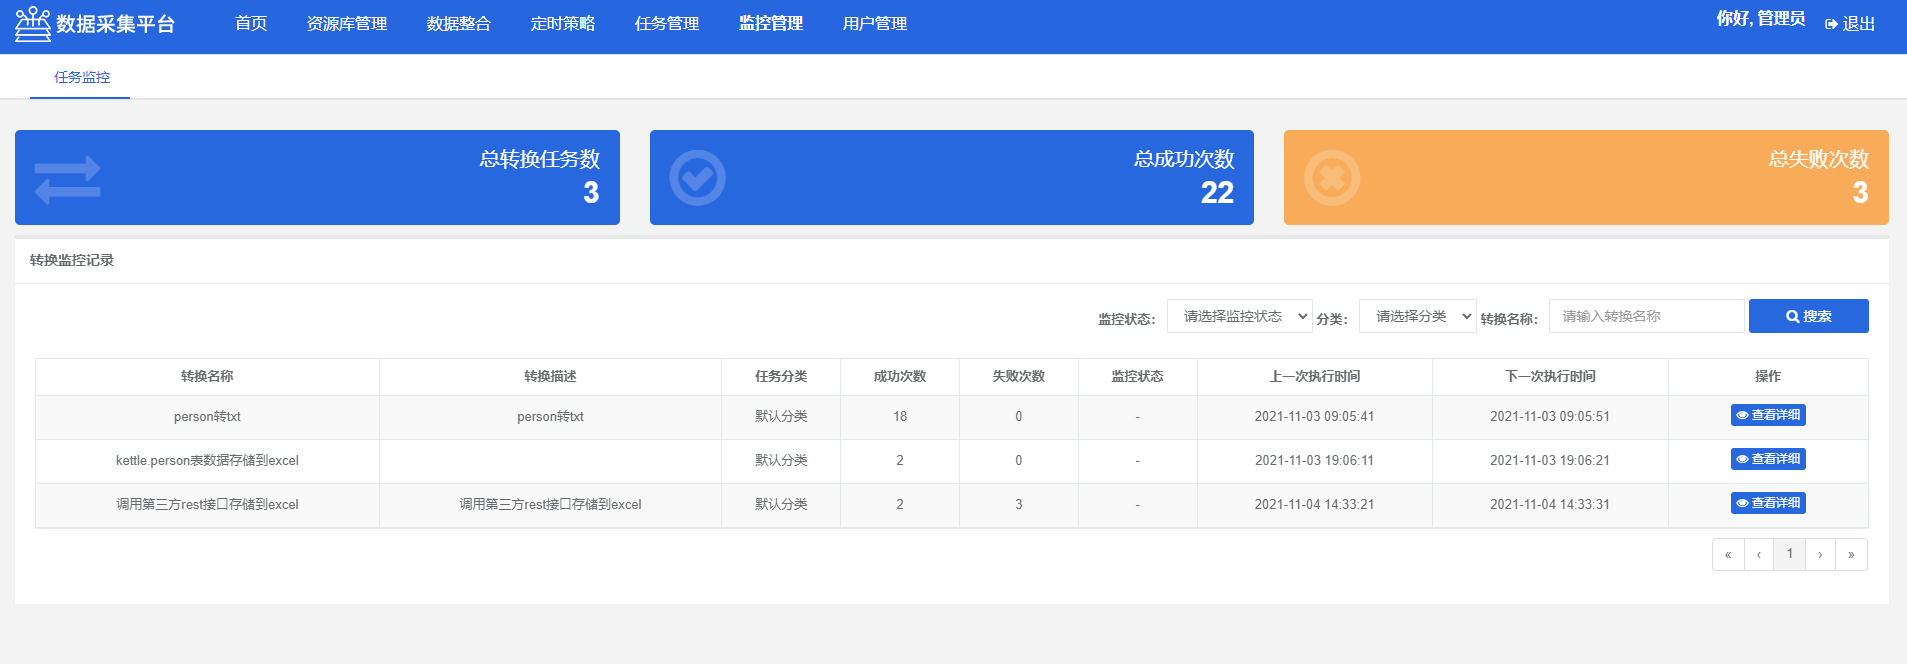 数据采集平台 首页 资源库管理 数据整合 定时策略 任务管理 监控管理 用户管理 你好, 管理员 退出
任务监控
总转换任务数
3
总成功次数
22
总失败次数
3
转换监控记录
监控状态： 请选择监控状态 分类： 请选择分类 转换名称： 请输入转换名称 搜索
转换名称 转换描述 任务分类 成功次数 失败次数 监控状态 上一次执行时间 下一次执行时间 操作
person转txt person转txt 默认分类 18 0 - 2021-11-03 09:05:41 2021-11-03 09:05:51 查看详细
kettle.person表数据存储到excel 默认分类 2 0 - 2021-11-03 19:06:11 2021-11-03 19:06:21 查看详细
调用第三方rest接口存储到excel 调用第三方rest接口存储到excel 默认分类 2 3 - 2021-11-04 14:33:21 2021-11-04 14:33:31 查看详细
« ‹ 1 › »